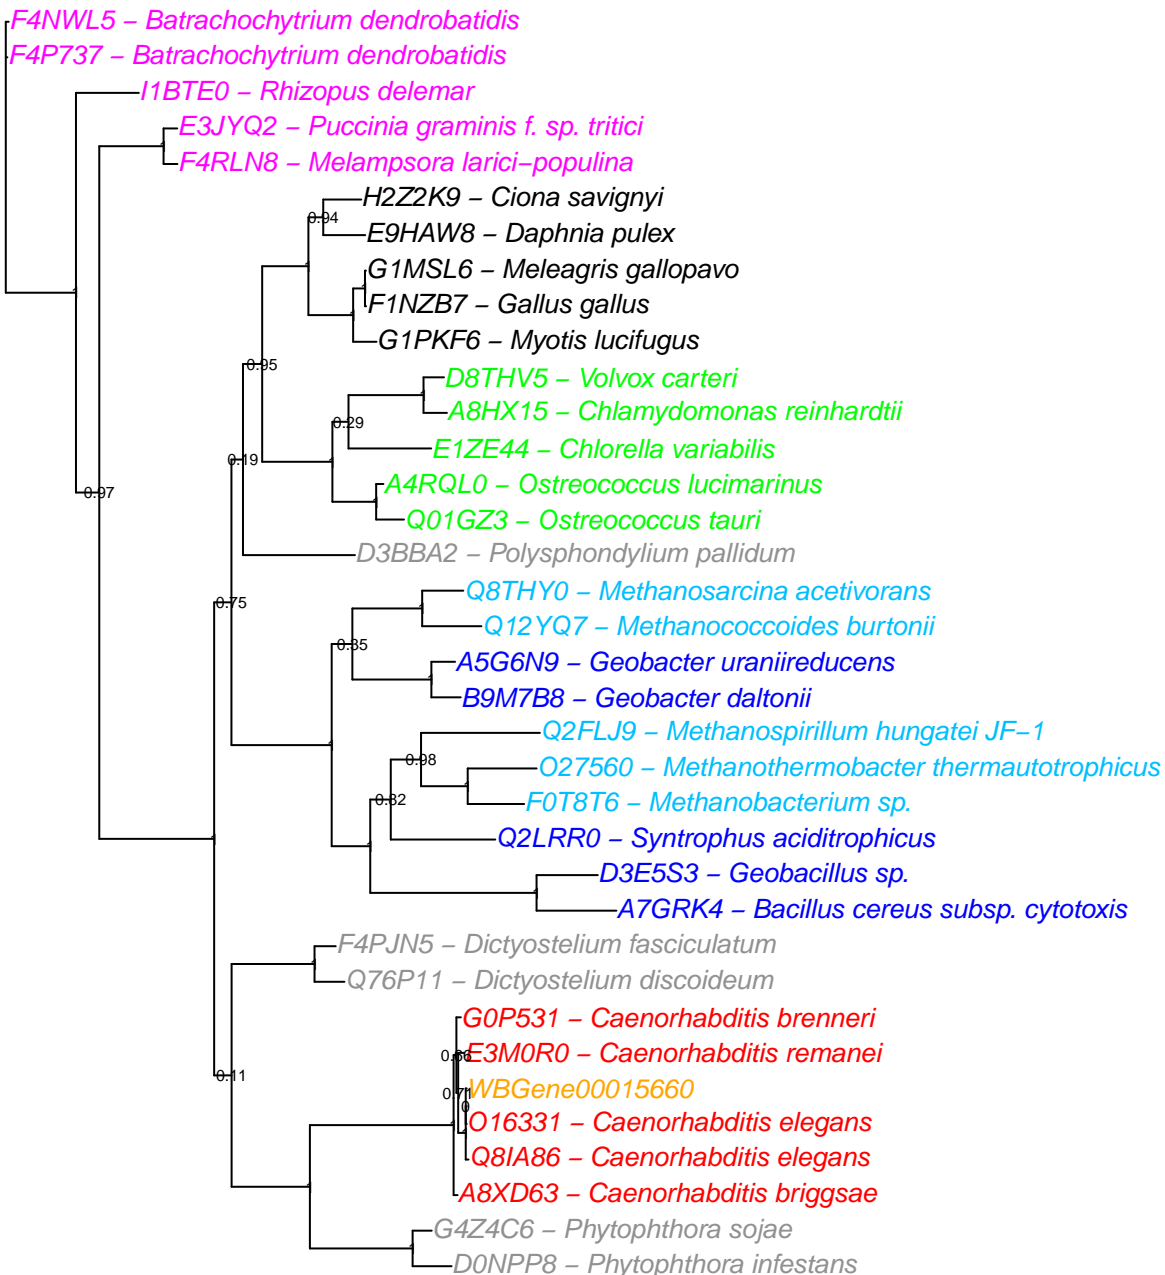 F4NWL5 – Batrachochytrium dendrobatidis
F4P737 – Batrachochytrium dendrobatidis
I1BTE0 – Rhizopus delemar
E3JYQ2 – Puccinia graminis f. sp. tritici
F4RLN8 – Melampsora larici–populina
H2Z2K9 – Ciona savignyi
0.94
E9HAW8 – Daphnia pulex
G1MSL6 – Meleagris gallopavo
F1NZB7 – Gallus gallus
G1PKF6 – Myotis lucifugus
0.95
D8THV5 – Volvox carteri
A8HX15 – Chlamydomonas reinhardtii
0.29
E1ZE44 – Chlorella variabilis
0.19
A4RQL0 – Ostreococcus lucimarinus
0.97
Q01GZ3 – Ostreococcus tauri
D3BBA2 – Polysphondylium pallidum
Q8THY0 – Methanosarcina acetivorans
0.75
Q12YQ7 – Methanococcoides burtonii
A5G6N9 – Geobacter uraniireducens
B9M7B8 – Geobacter daltonii
Q2FLJ9 – Methanospirillum hungatei JF–1
0.98
O27560 – Methanothermobacter thermautotrophicus
F0T8T6 – Methanobacterium sp.
Q2LRR0 – Syntrophus aciditrophicus
D3E5S3 – Geobacillus sp.
A7GRK4 – Bacillus cereus subsp. cytotoxis
F4PJN5 – Dictyostelium fasciculatum
Q76P11 – Dictyostelium discoideum
G0P531 – Caenorhabditis brenneri
E3M0R0 – Caenorhabditis remanei
0.11
WBGene00015660
0.71
0
O16331 – Caenorhabditis elegans
Q8IA86 – Caenorhabditis elegans
A8XD63 – Caenorhabditis briggsae
G4Z4C6 – Phytophthora sojae
D0NPP8 – Phytophthora infestans